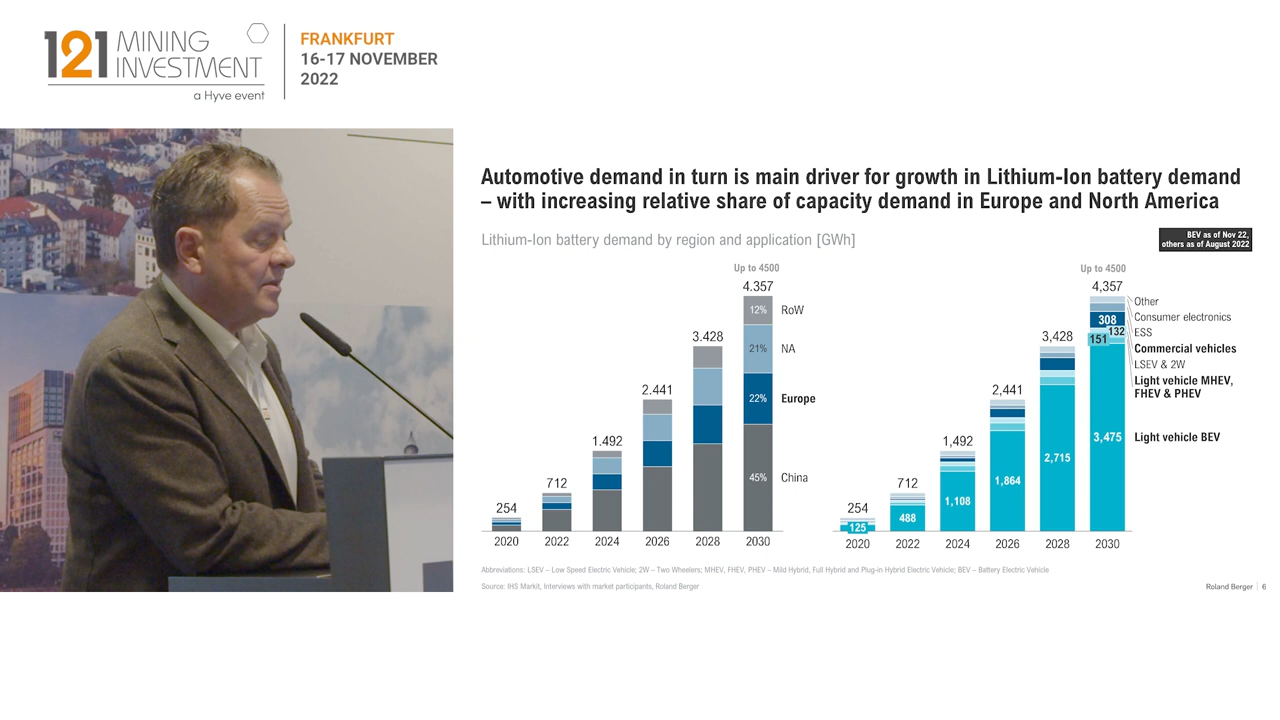 121 MINING
INVESTMENT
a Hyve event
FRANKFURT
16-17 NOVEMBER
2022
Automotive demand in turn is main driver for growth in Lithium-Ion battery demand
– with increasing relative share of capacity demand in Europe and North America
Lithium-Ion battery demand by region and application [GWh]
BEV as of Nov 22,
others as of August 2022
Up to 4500
4.357
3.428
2.441
1.492
712
254
12%
RoW
21%
NA
22%
Europe
45%
China
2020 2022 2024 2026 2028 2030
Up to 4500
4,357
3,428
2,441
1,492
712
254
Other
Consumer electronics
308
ESS
132
151
Commercial vehicles
LSEV & 2W
Light vehicle MHEV,
FHEV & PHEV
3,475
Light vehicle BEV
2,715
1,864
1,108
488
125
2020 2022 2024 2026 2028 2030
Abbreviations: LSEV – Low Speed Electric Vehicle; 2W – Two Wheelers; MHEV, FHEV, PHEV – Mild Hybrid, Full Hybrid and Plug-in Hybrid Electric Vehicle; BEV – Battery Electric Vehicle
Source: IHS Markit, Interviews with market participants, Roland Berger
Roland Berger | 6